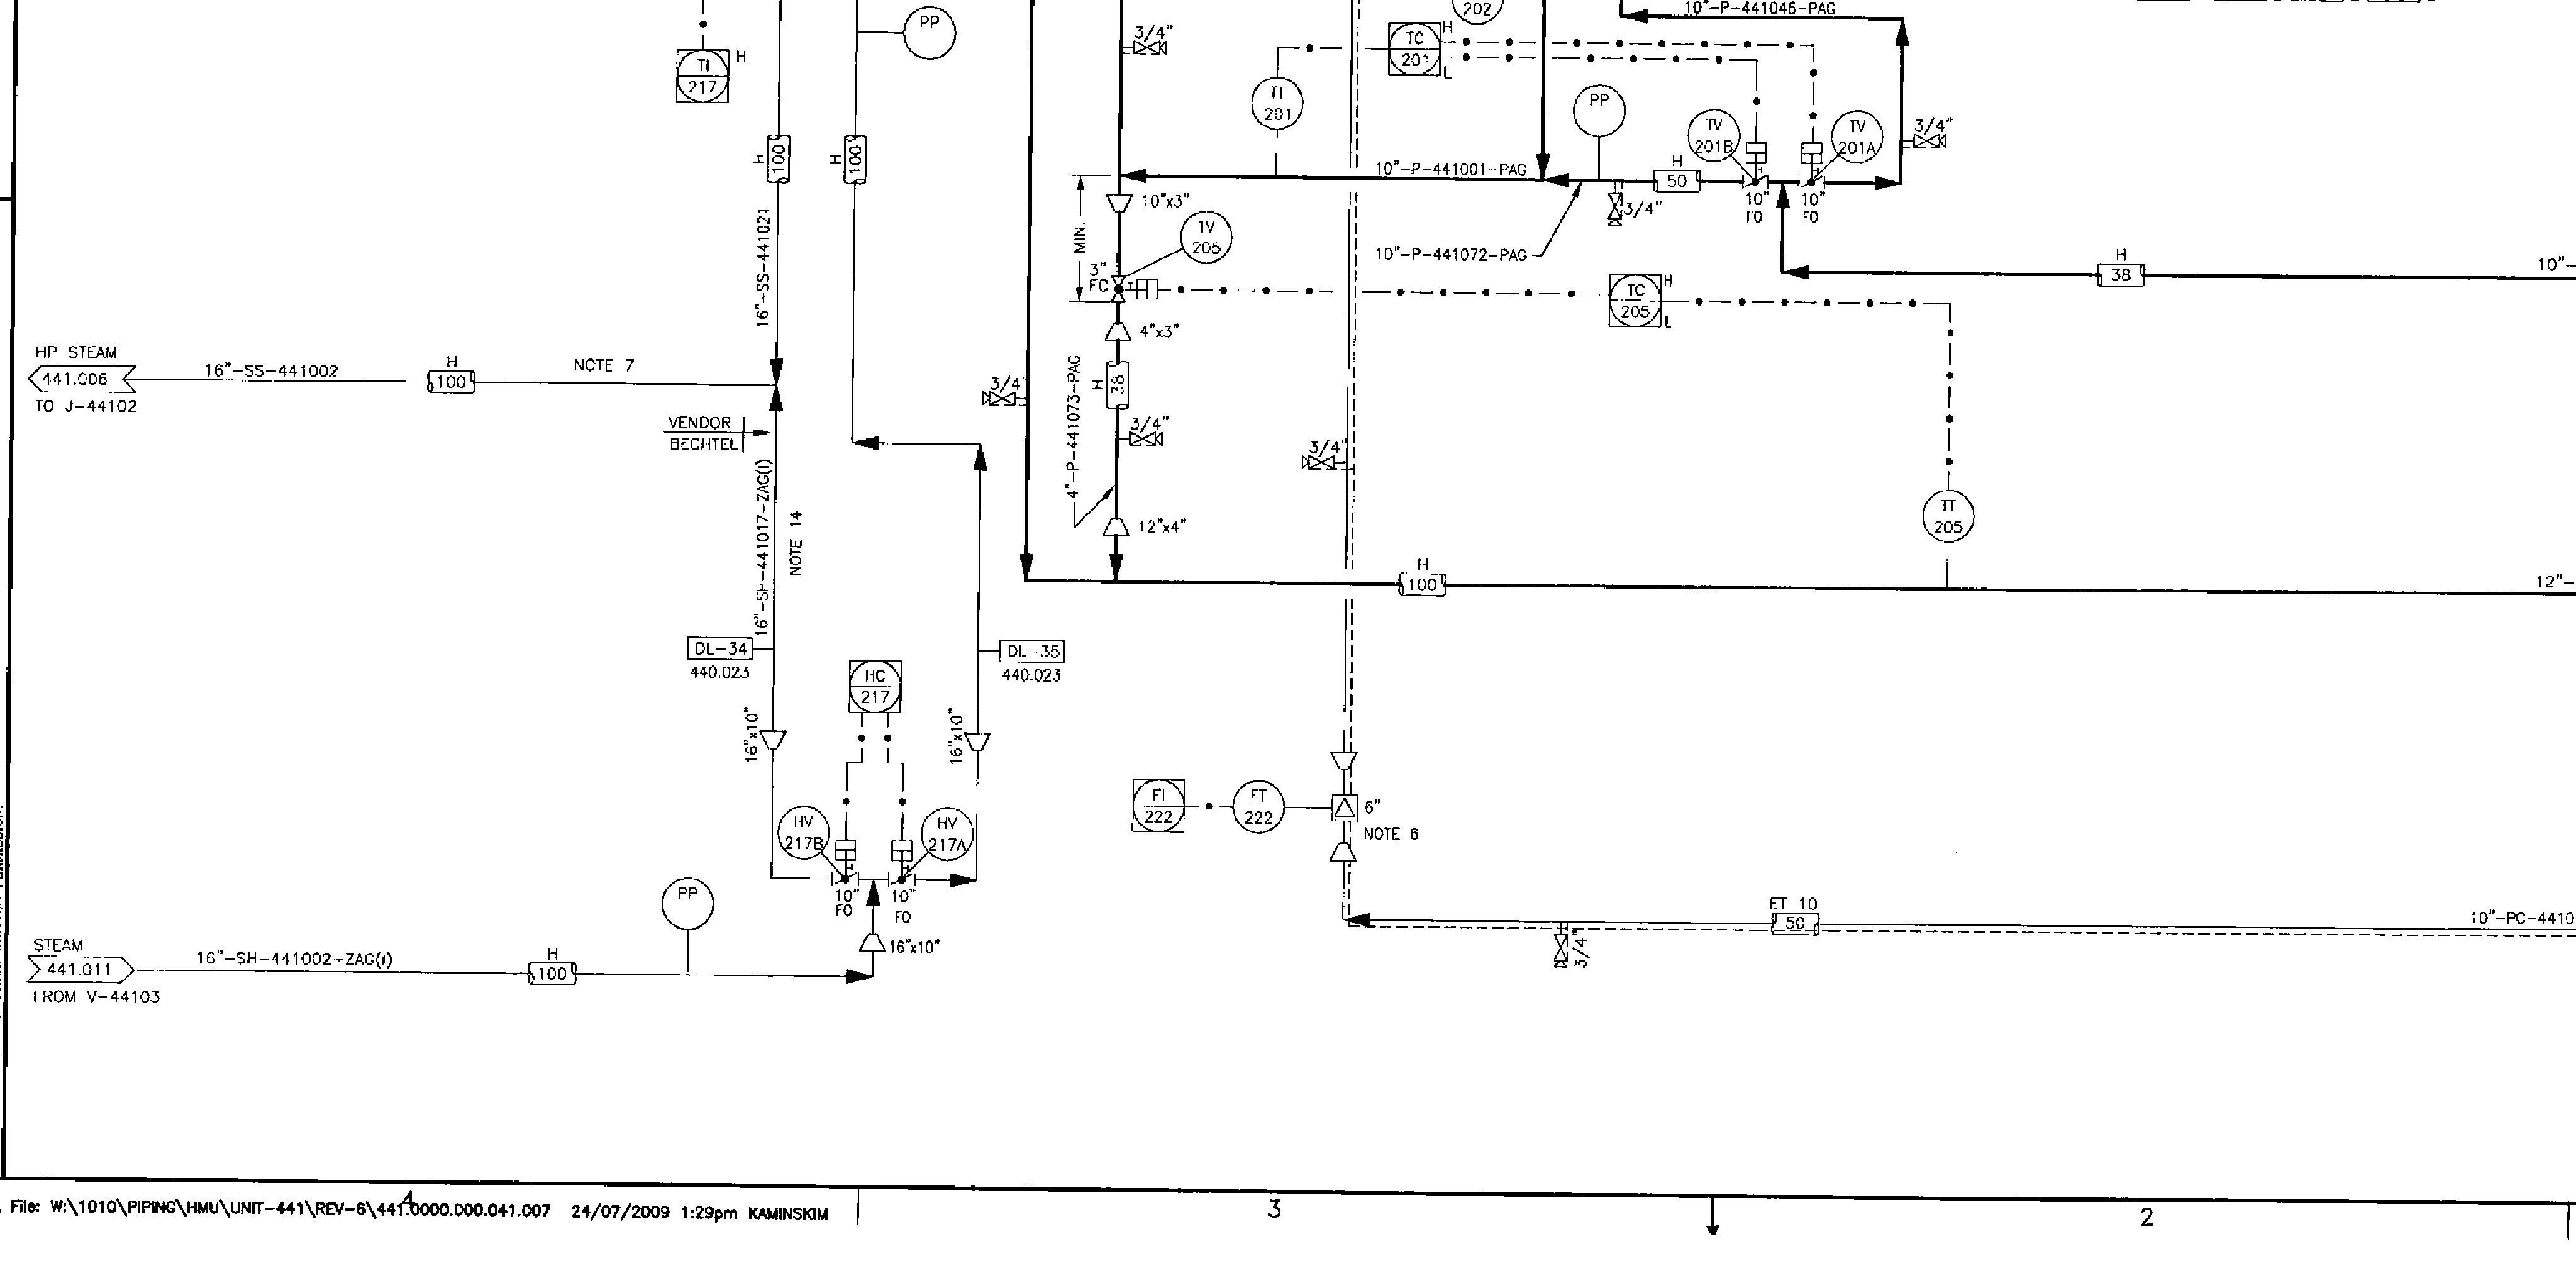 10"-P-441046-PAG
202
PP
3/4"
TC
201
H
L
TI
217
H
TT
201
PP
TV
201B
TV
201A
3/4"
H
100
H
100
10"-P-441001-PAG
H
50
10"
FO
10"
FO
3/4"
MIN.
10"x3"
TV
205
16"-SS-441021
10"-P-441072-PAG
H
38
10"-
3"
FC
TC
205
H
L
4"x3"
HP STEAM
441.006
TO J-44102
16"-SS-441002
H
100
NOTE 7
3/4"
H
38
4"-P-441073-PAG
3/4"
VENDOR
BECHTEL
3/4"
16"-SH-441017-ZAG(I)
NOTE 14
12"x4"
TT
205
H
100
12"-
DL-34
440.023
DL-35
440.023
HC
217
16"x10"
16"x10"
FI
222
FT
222
6"
NOTE 6
HV
217B
HV
217A
10"
FO
10"
FO
PP
ET 10
50
10"-PC-4410
3/4"
16"x10"
STEAM
441.011
FROM V-44103
16"-SH-441002-ZAG(I)
H
100
4
3
2
File: W:\1010\PIPING\HMU\UNIT-441\REV-6\441.0000.000.041.007 24/07/2009 1:29pm KAMINSKIM